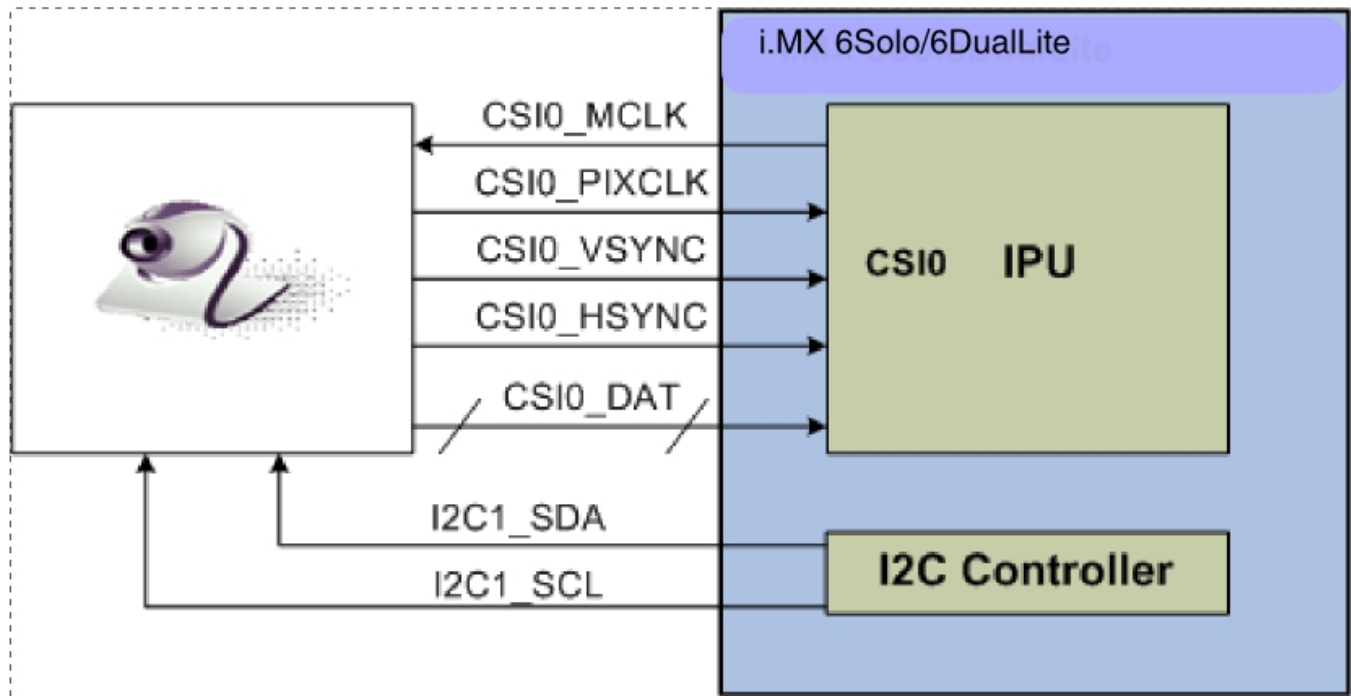 i.MX 6Solo/6DualLite
CSI0_MCLK
CSI0_PIXCLK
CSI0_VSYNC
CSI0_HSYNC
CSI0_DAT
CSI0 IPU
I2C1_SDA
I2C1_SCL
I2C Controller